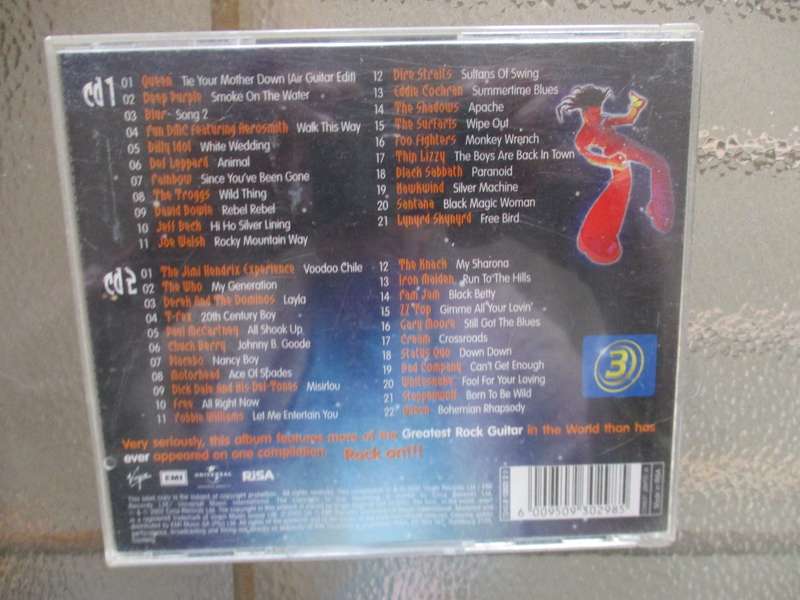 cd 1
01 Queen Tie Your Mother Down (Air Guitar Edit)
02 Deep Purple Smoke On The Water
03 Blur Song 2
04 Run DMC Featuring Aerosmith Walk This Way
05 Billy Idol White Wedding
06 Def Leppard Animal
07 Rainbow Since You've Been Gone
08 The Troggs Wild Thing
09 David Bowie Rebel Rebel
10 Jeff Beck Hi Ho Silver Lining
11 Joe Walsh Rocky Mountain Way
12 Dire Straits Sultans Of Swing
13 Eddie Cochran Summertime Blues
14 The Shadows Apache
15 The Surfaris Wipe Out
16 Foo Fighters Monkey Wrench
17 Thin Lizzy The Boys Are Back In Town
18 Black Sabbath Paranoid
19 Hawkwind Silver Machine
20 Santana Black Magic Woman
21 Lynyrd Skynyrd Free Bird
cd 2
01 The Jimi Hendrix Experience Voodoo Chile
02 The Who My Generation
03 Derek And The Dominos Layla
04 T-Rex 20th Century Boy
05 Paul McCartney All Shook Up
06 Chuck Berry Johnny B. Goode
07 Placebo Nancy Boy
08 Motorhead Ace Of Spades
09 Dick Dale And His Del-Tones Misirlou
10 Free All Right Now
11 Robbie Williams Let Me Entertain You
12 The Knack My Sharona
13 Iron Maiden Run To The Hills
14 Ram Jam Black Betty
15 ZZ Top Gimme All Your Lovin'
16 Gary Moore Still Got The Blues
17 Cream Crossroads
18 Status Quo Down Down
19 Bad Company Can't Get Enough
20 Whitesnake Fool For Your Loving
21 Steppenwolf Born To Be Wild
22 Queen Bohemian Rhapsody
3
Very seriously, this album features more of the Greatest Rock Guitar in the World than has
ever appeared on one compilation. Rock on!!!
Virgin EMI UNIVERSAL RiSA
6 009509 302985